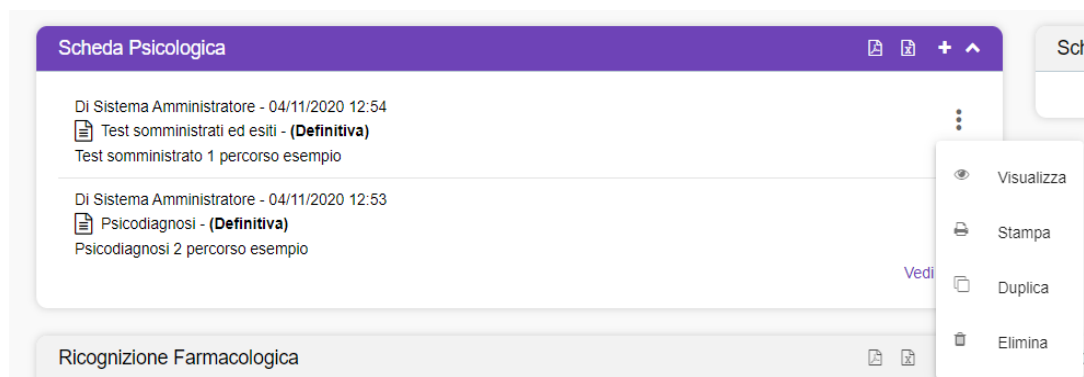 Scheda Psicologica
Sch
Di Sistema Amministratore - 04/11/2020 12:54
Test somministrati ed esiti - (Definitiva)
Test somministrato 1 percorso esempio
Di Sistema Amministratore - 04/11/2020 12:53
Psicodiagnosi - (Definitiva)
Psicodiagnosi 2 percorso esempio
Vedi
Visualizza
Stampa
Duplica
Elimina
Ricognizione Farmacologica